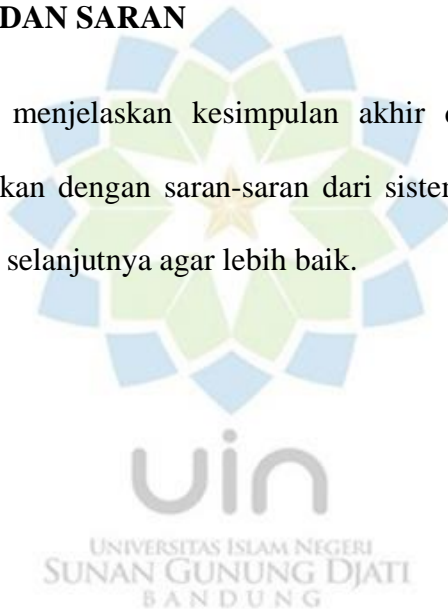 DAN SARAN
menjelaskan kesimpulan akhir
kan dengan saran-saran dari sistem
selanjutnya agar lebih baik.
uin
UNIVERSITAS ISLAM NEGERI
SUNAN GUNUNG DJATI
BANDUNG